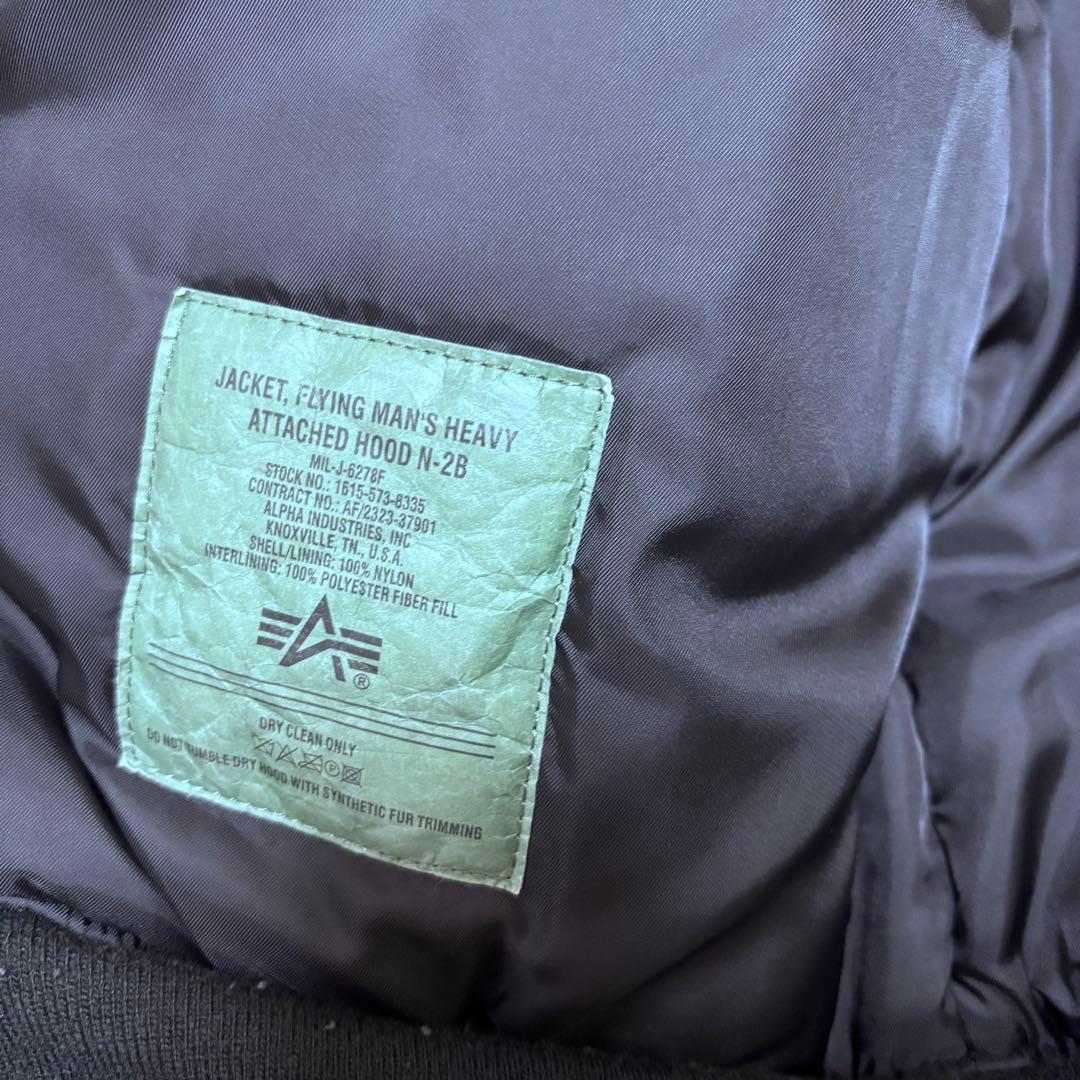 JACKET, FLYING MAN'S HEAVY
ATTACHED HOOD N-2B
MIL-J-6278F
STOCK NO.: 1615-573-8335
CONTRACT NO.: AF/2323-37901
ALPHA INDUSTRIES, INC
KNOXVILLE, TN., U.S.A.
SHELL/LINING: 100% NYLON
INTERLINING: 100% POLYESTER FIBER FILL
®
DRY CLEAN ONLY
P
DO NOT TUMBLE DRY HOOD WITH SYNTHETIC FUR TRIMMING